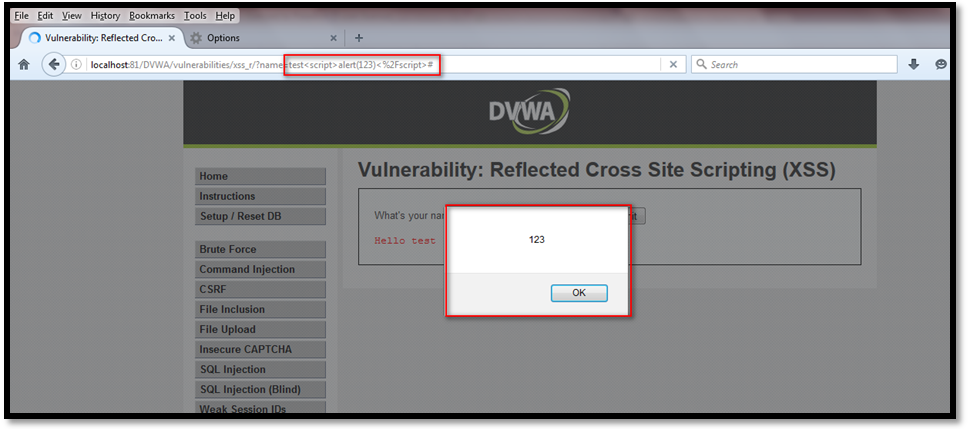 File Edit View History Bookmarks Tools Help
Vulnerability: Reflected Cro... × Options × +
localhost:81/DVWA/vulnerabilities/xss_r/?name=test<script>alert(123)<%2Fscript># × Search
DVWA
Vulnerability: Reflected Cross Site Scripting (XSS)
Home
Instructions
Setup / Reset DB
What's your
Hello test
123
OK
Brute Force
Command Injection
CSRF
File Inclusion
File Upload
Insecure CAPTCHA
SQL Injection
SQL Injection (Blind)
Weak Session IDs